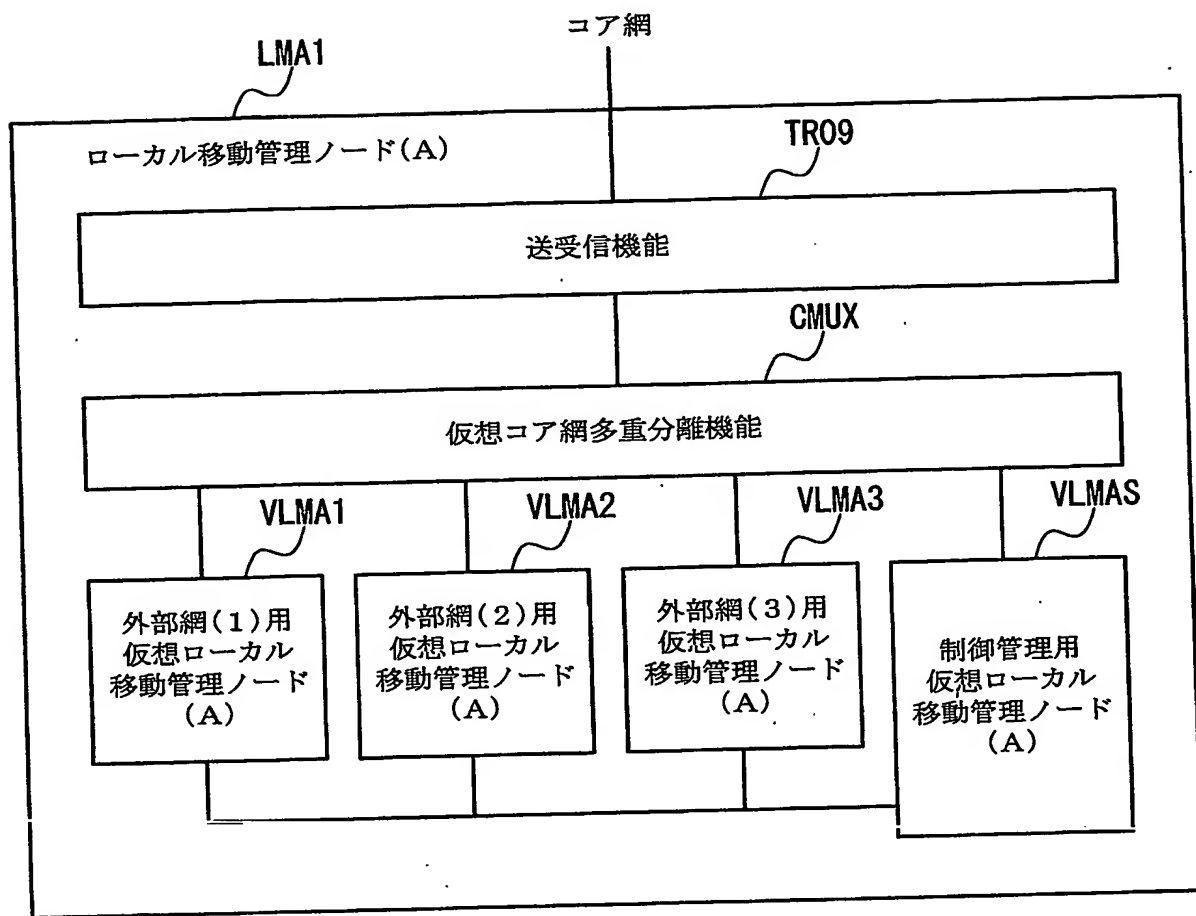 コア網
LMA1
ローカル移動管理ノード(A)
TR09
送受信機能
CMUX
仮想コア網多重分離機能
VLMA1
VLMA2
VLMA3
VLMAS
外部網(1)用
仮想ローカル
移動管理ノード
(A)
外部網(2)用
仮想ローカル
移動管理ノード
(A)
外部網(3)用
仮想ローカル
移動管理ノード
(A)
制御管理用
仮想ローカル
移動管理ノード
(A)